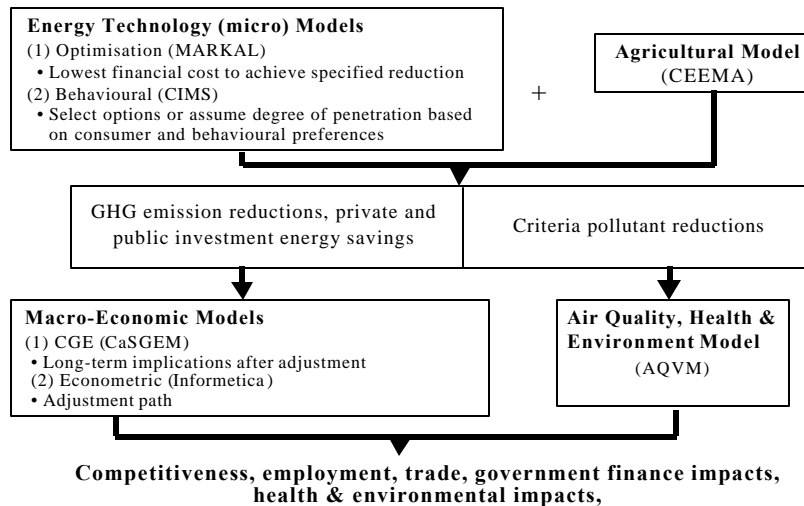 Energy Technology (micro) Models
(1) Optimisation (MARKAL)
• Lowest financial cost to achieve specified reduction
(2) Behavioural (CIMS)
• Select options or assume degree of penetration based
on consumer and behavioural preferences
+
Agricultural Model
(CEEMA)
GHG emission reductions, private and
public investment energy savings
Criteria pollutant reductions
Macro-Economic Models
(1) CGE (CaSGEM)
• Long-term implications after adjustment
(2) Econometric (Informetica)
• Adjustment path
Air Quality, Health &
Environment Model
(AQVM)
Competitiveness, employment, trade, government finance impacts,
health & environmental impacts,